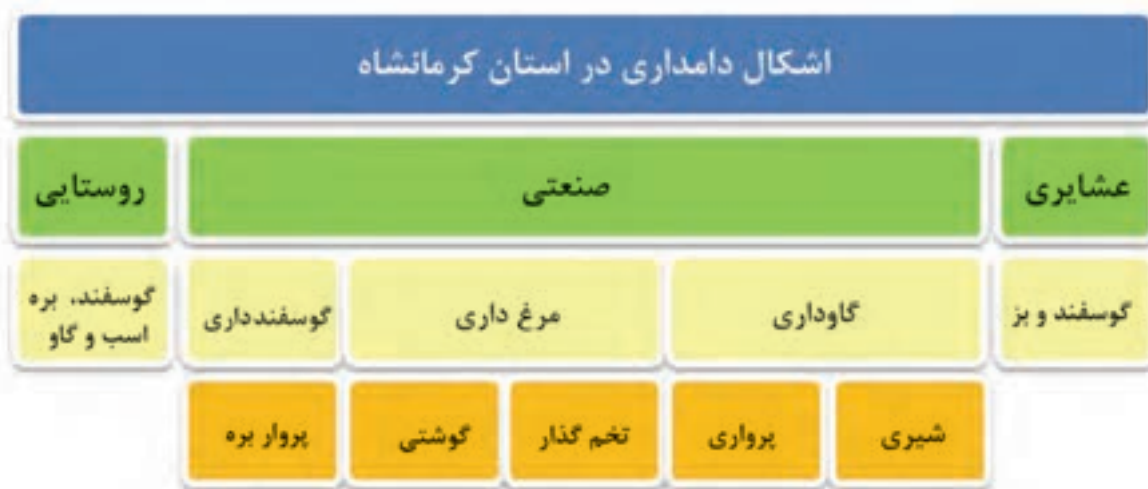 اشکال دامداری در استان کرمانشاه
عشایری
صنعتی
روستایی
گوسفند و بز
گاوداری
مرغ داری
گوسفندداری
گوسفند، بره
اسب و گاو
شیری
پرواری
تخم گذار
گوشتی
پروار بره